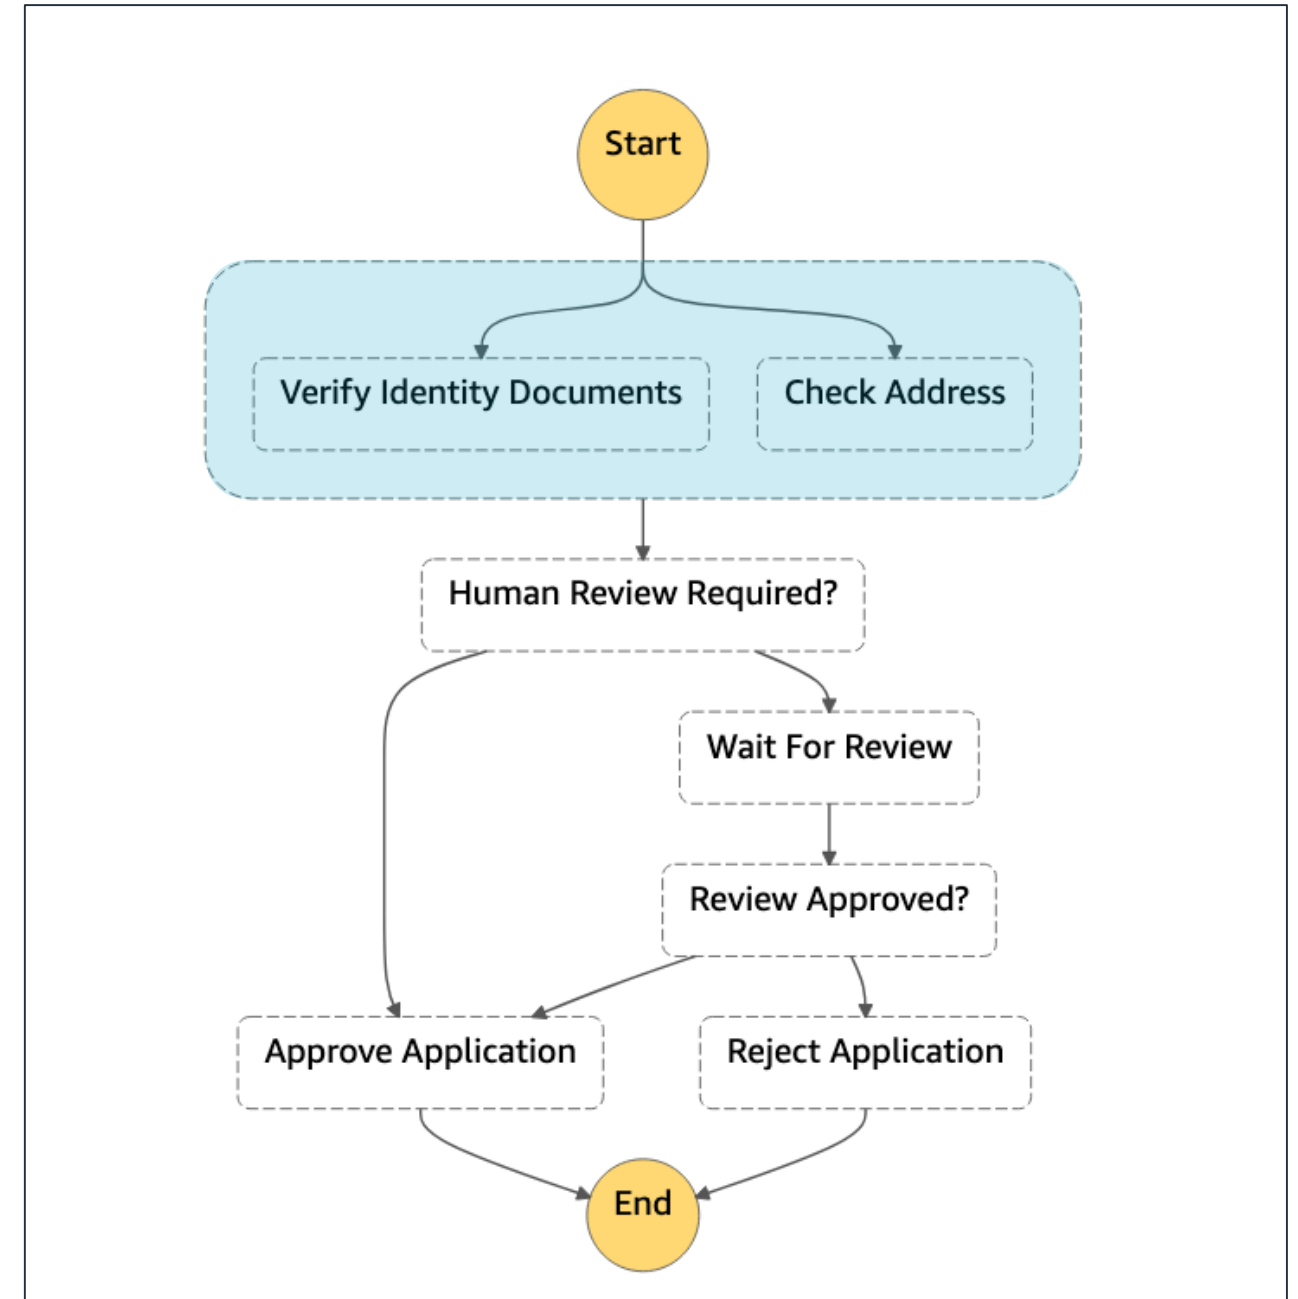 Start
Verify Identity Documents
Check Address
Human Review Required?
Wait For Review
Review Approved?
Approve Application
Reject Application
End